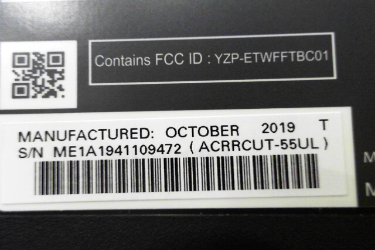 Contains FCC ID : YZP-ETWFFTBC01
MANUFACTURED: OCTOBER 2019 T
S/N ME1A1941109472 ( ACRRCUT-55UL )
M
M